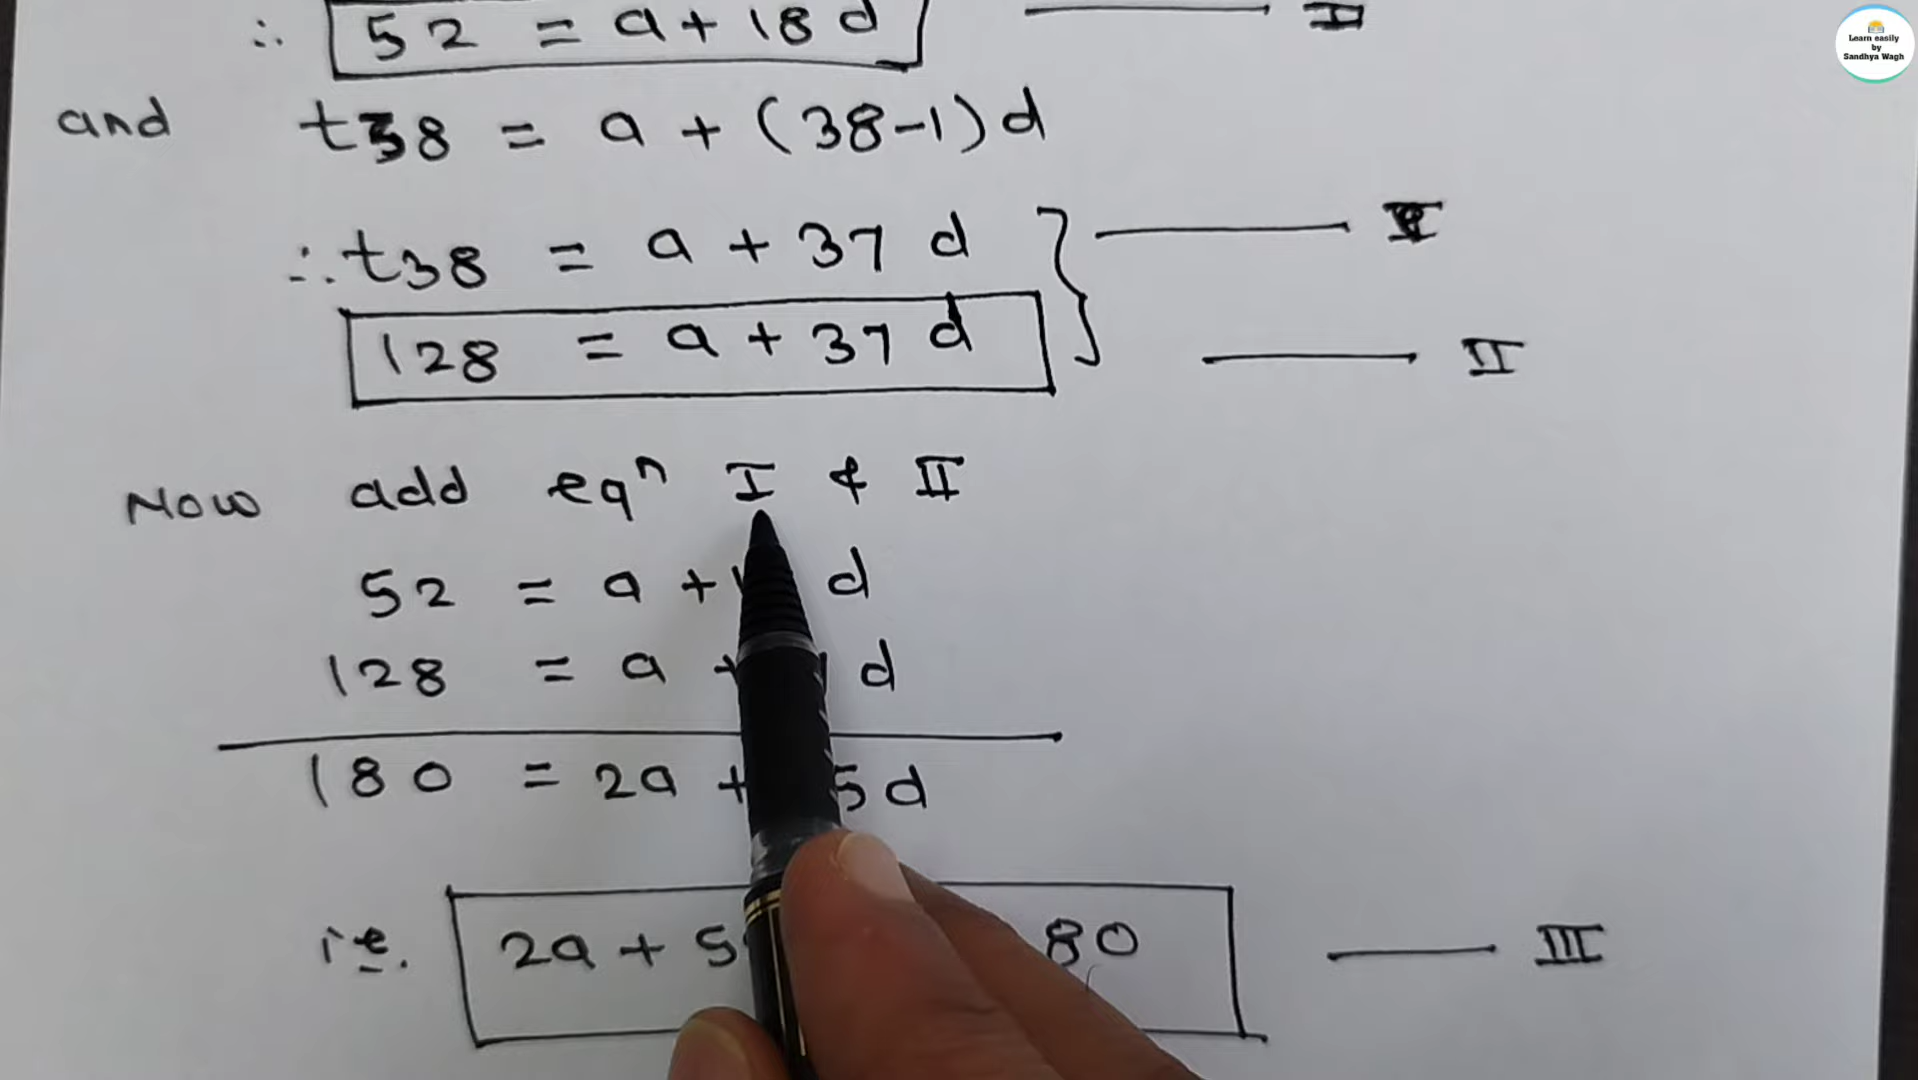 ∴ 52 = a + 18 d — I
and t38 = a + (38-1) d
∴ t38 = a + 37 d
128 = a + 37 d — II
Now add eqn I & II
52 = a + d
128 = a + d
180 = 2a + 5d
i.e. 2a + 5 80 — III
Learn easily
by
Sandhya Wagh